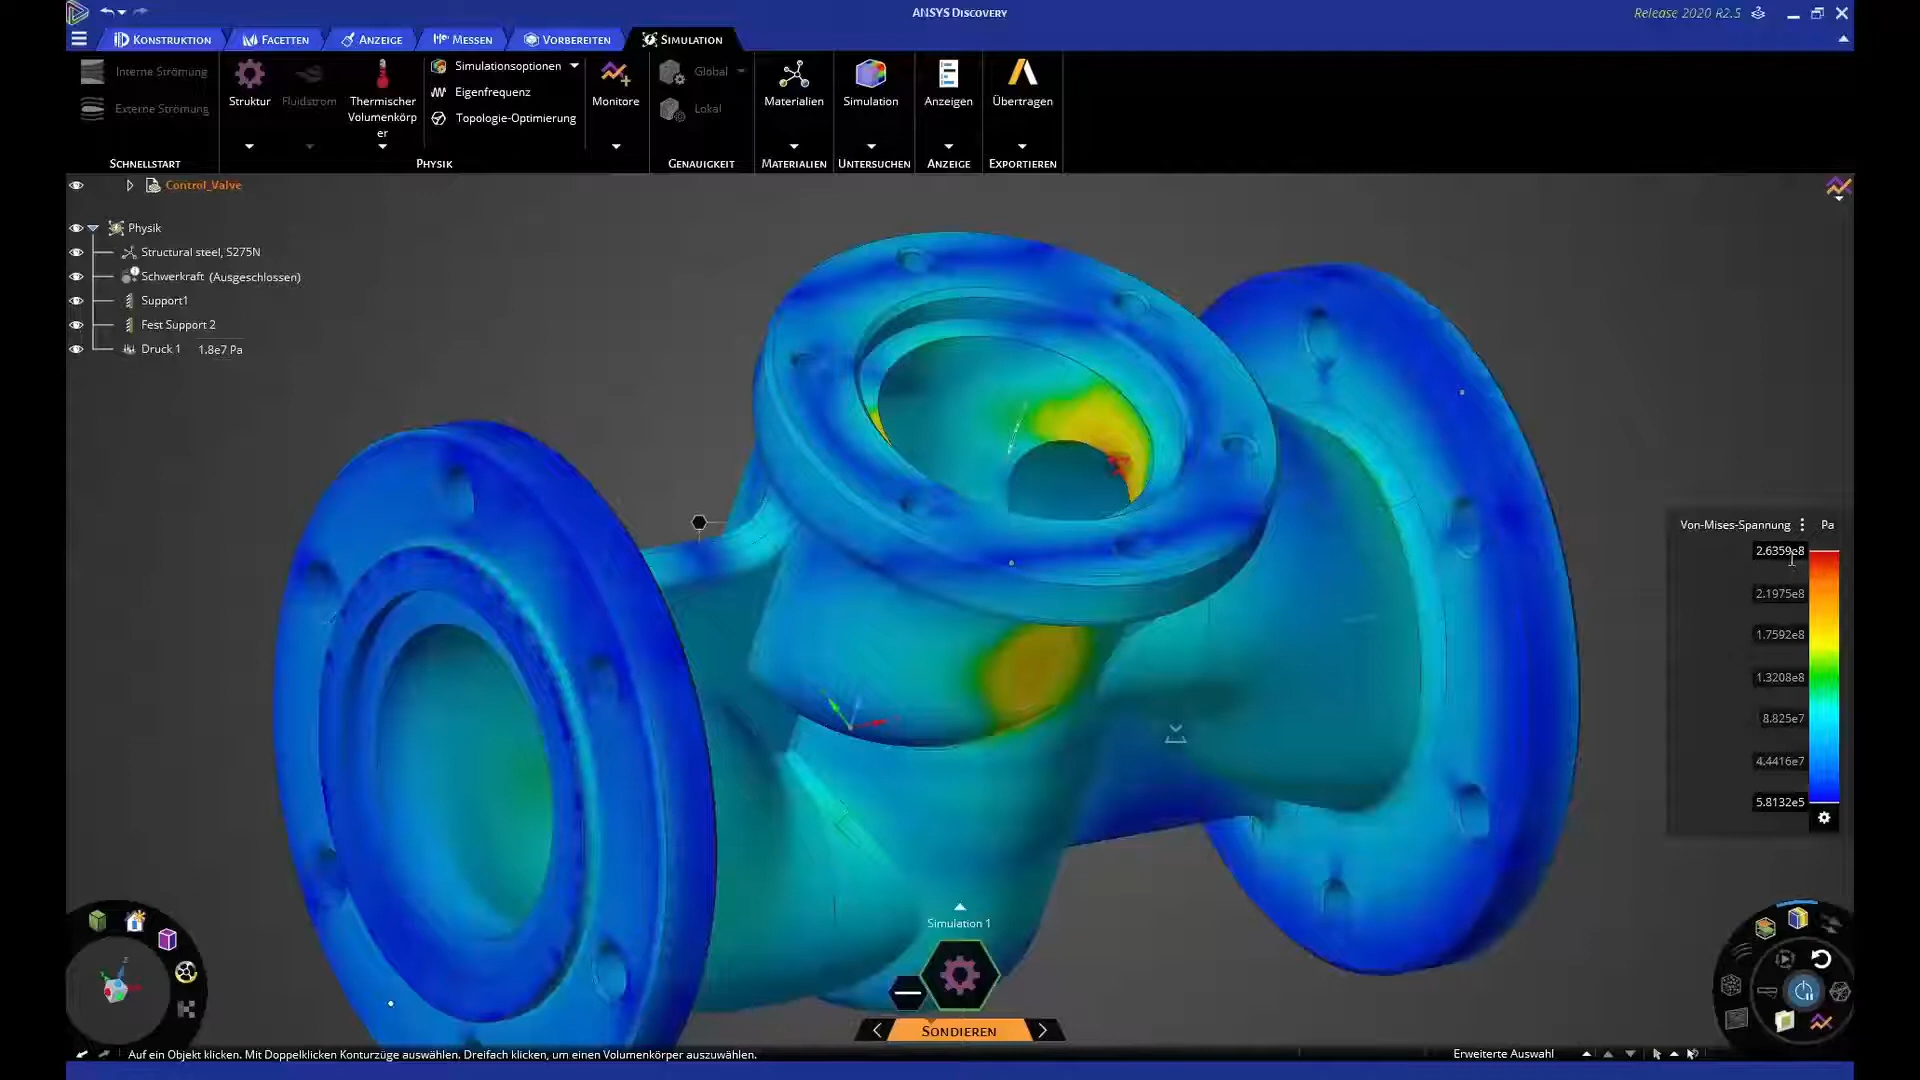 ANSYS DISCOVERY
Release 2020 R2.5
KONSTRUKTION
FACETTEN
ANZEIGE
MESSEN
VORBEREITEN
SIMULATION
Interne Strömung
Externe Strömung
SCHNELLSTART
Struktur
Fluidstrom
Thermischer
Volumenkörp
er
Simulationsoptionen
Eigenfrequenz
Topologie-Optimierung
Monitore
PHYSIK
Global
Lokal
GENAUIGKEIT
Materialien
MATERIALIEN
Simulation
UNTERSUCHEN
Anzeigen
ANZEIGE
Übertragen
EXPORTIEREN
Control_Valve
Physik
Structural steel, S275N
Schwerkraft (Ausgeschlossen)
Support1
Fest Support 2
Druck 1 1.8e7 Pa
Von-Mises-Spannung Pa
2.6359e8
2.1975e8
1.7592e8
1.3208e8
8.825e7
4.4416e7
5.8132e5
Z
Simulation 1
SONDIEREN
Auf ein Objekt klicken. Mit Doppelklicken Konturzüge auswählen. Dreifach klicken, um einen Volumenkörper auszuwählen.
Erweiterte Auswahl